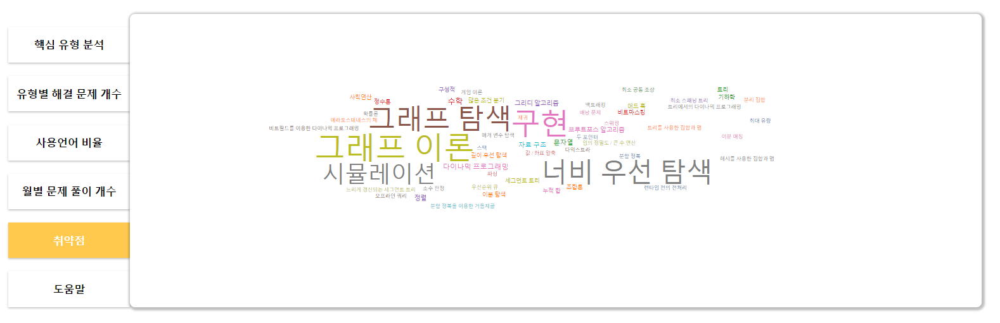 핵심 유형 분석
유형별 해결 문제 개수
사용언어 비율
월별 문제 풀이 개수
취약점
도움말
구성적
게임 이론
최소 공통 조상
트리
사칙연산
정수론
수학
많은 조건 분기
그리디 알고리즘
최소 스패닝 트리
기하학
분리 집합
백트래킹
애드 혹
트리에서의 다이나믹 프로그래밍
확률론
그래프 탐색
구현
재귀
배낭 문제
비트마스킹
에라토스테네스의 체
스위핑
최대 유량
비트필드를 이용한 다이나믹 프로그래밍
브루트포스 알고리즘
트리를 사용한 집합과 맵
그래프 이론
매개 변수 탐색
두 포인터
이분 매칭
스택
자료 구조
문자열
임의 정밀도 / 큰 수 연산
깊이 우선 탐색
값 / 좌표 압축
다익스트라
분할 정복
해시를 사용한 집합과 맵
시뮬레이션
다이나믹 프로그래밍
파싱
너비 우선 탐색
세그먼트 트리
느리게 갱신되는 세그먼트 트리
소수 판정
우선순위 큐
누적 합
조합론
런타임 전의 전처리
오프라인 쿼리
정렬
이분 탐색
분할 정복을 이용한 거듭제곱